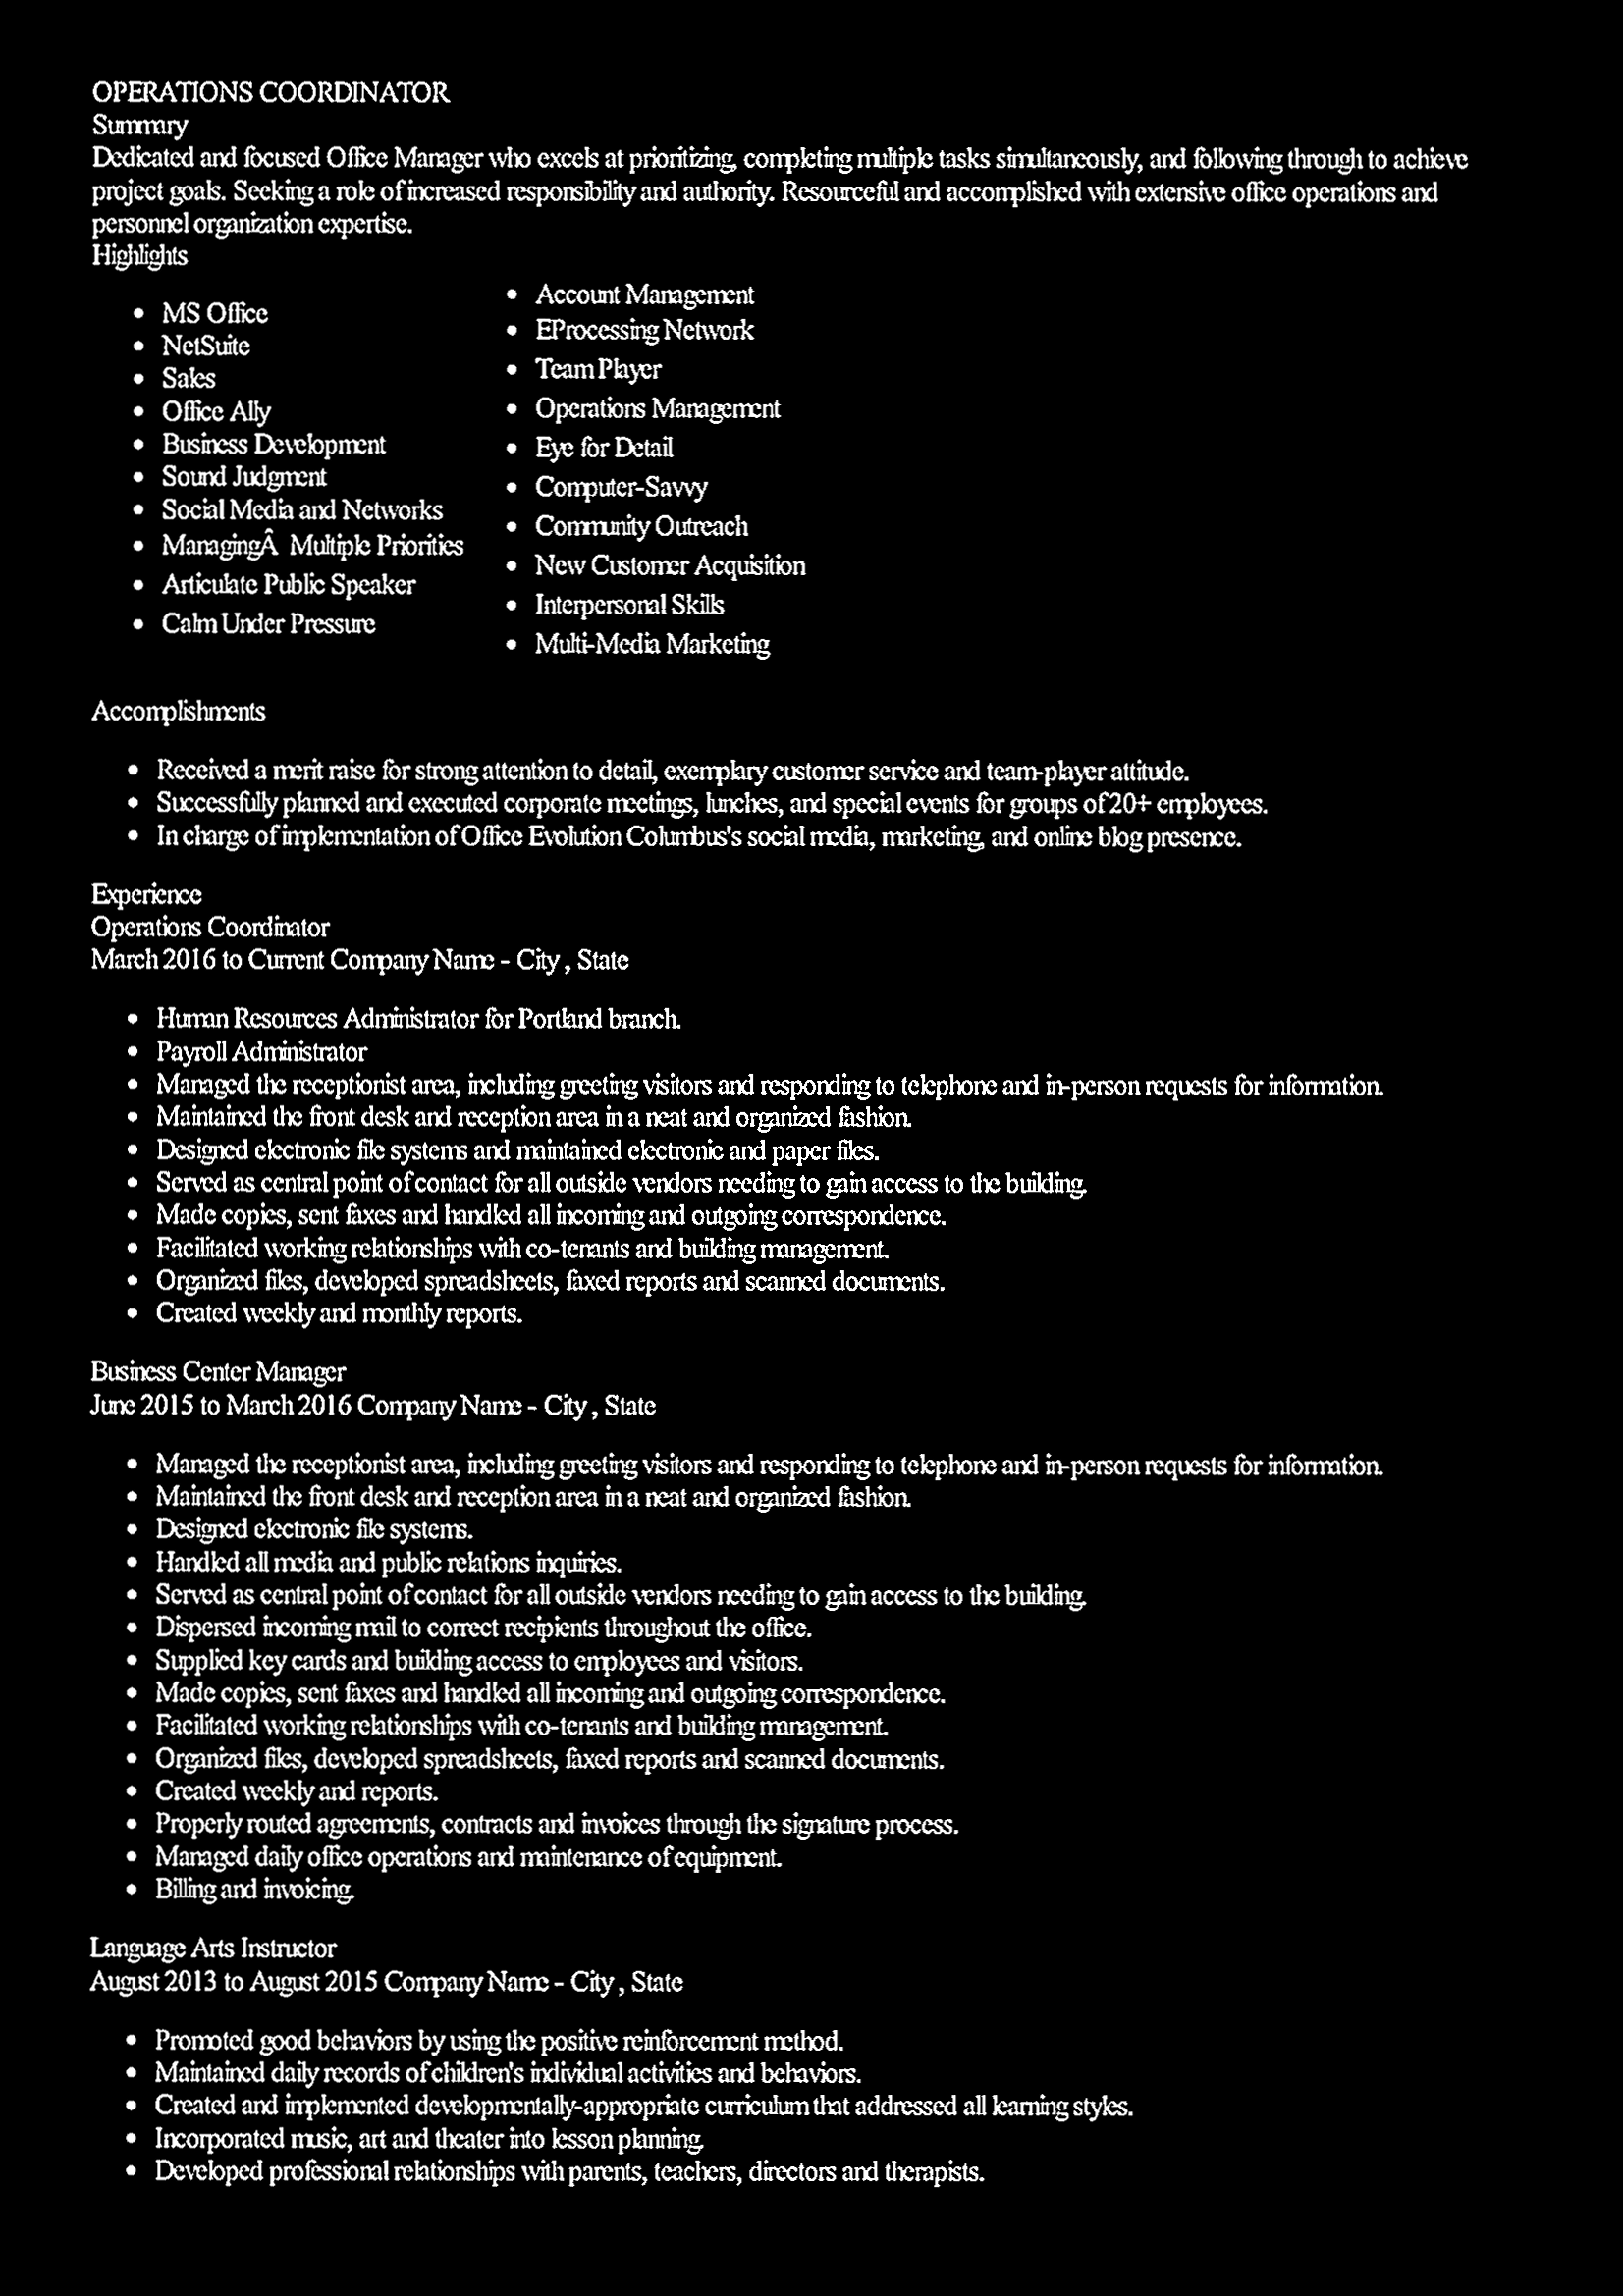 OPERATIONS COORDINATOR
Summary
Dedicated and focused Office Manager who excels at prioritizing, completing multiple tasks simultaneously, and following through to achieve
project goals. Seeking a role of increased responsibility and authority. Resourceful and accomplished with extensive office operations and
personnel organization expertise.
Highlights
• MS Office
• NetSuite
• Sales
• Office Ally
• Business Development
• Sound Judgment
• Social Media and Networks
• ManagingÂ  Multiple Priorities
• Articulate Public Speaker
• Calm Under Pressure
• Account Management
• EProcessing Network
• Team Player
• Operations Management
• Eye for Detail
• Computer-Savvy
• Community Outreach
• New Customer Acquisition
• Interpersonal Skills
• Multi-Media Marketing
Accomplishments
• Received a merit raise for strong attention to detail, exemplary customer service and team-player attitude.
• Successfully planned and executed corporate meetings, lunches, and special events for groups of 20+ employees.
• In charge of implementation of Office Evolution Columbus's social media, marketing, and online blog presence.
Experience
Operations Coordinator
March 2016 to Current Company Name - City , State
• Human Resources Administrator for Portland branch.
• Payroll Administrator
• Managed the receptionist area, including greeting visitors and responding to telephone and in-person requests for information.
• Maintained the front desk and reception area in a neat and organized fashion.
• Designed electronic file systems and maintained electronic and paper files.
• Served as central point of contact for all outside vendors needing to gain access to the building.
• Made copies, sent faxes and handled all incoming and outgoing correspondence.
• Facilitated working relationships with co-tenants and building management.
• Organized files, developed spreadsheets, faxed reports and scanned documents.
• Created weekly and monthly reports.
Business Center Manager
June 2015 to March 2016 Company Name - City , State
• Managed the receptionist area, including greeting visitors and responding to telephone and in-person requests for information.
• Maintained the front desk and reception area in a neat and organized fashion.
• Designed electronic file systems.
• Handled all media and public relations inquiries.
• Served as central point of contact for all outside vendors needing to gain access to the building.
• Dispersed incoming mail to correct recipients throughout the office.
• Supplied key cards and building access to employees and visitors.
• Made copies, sent faxes and handled all incoming and outgoing correspondence.
• Facilitated working relationships with co-tenants and building management.
• Organized files, developed spreadsheets, faxed reports and scanned documents.
• Created weekly and reports.
• Properly routed agreements, contracts and invoices through the signature process.
• Managed daily office operations and maintenance of equipment.
• Billing and invoicing.
Language Arts Instructor
August 2013 to August 2015 Company Name - City , State
• Promoted good behaviors by using the positive reinforcement method.
• Maintained daily records of children's individual activities and behaviors.
• Created and implemented developmentally-appropriate curriculum that addressed all learning styles.
• Incorporated music, art and theater into lesson planning.
• Developed professional relationships with parents, teachers, directors and therapists.